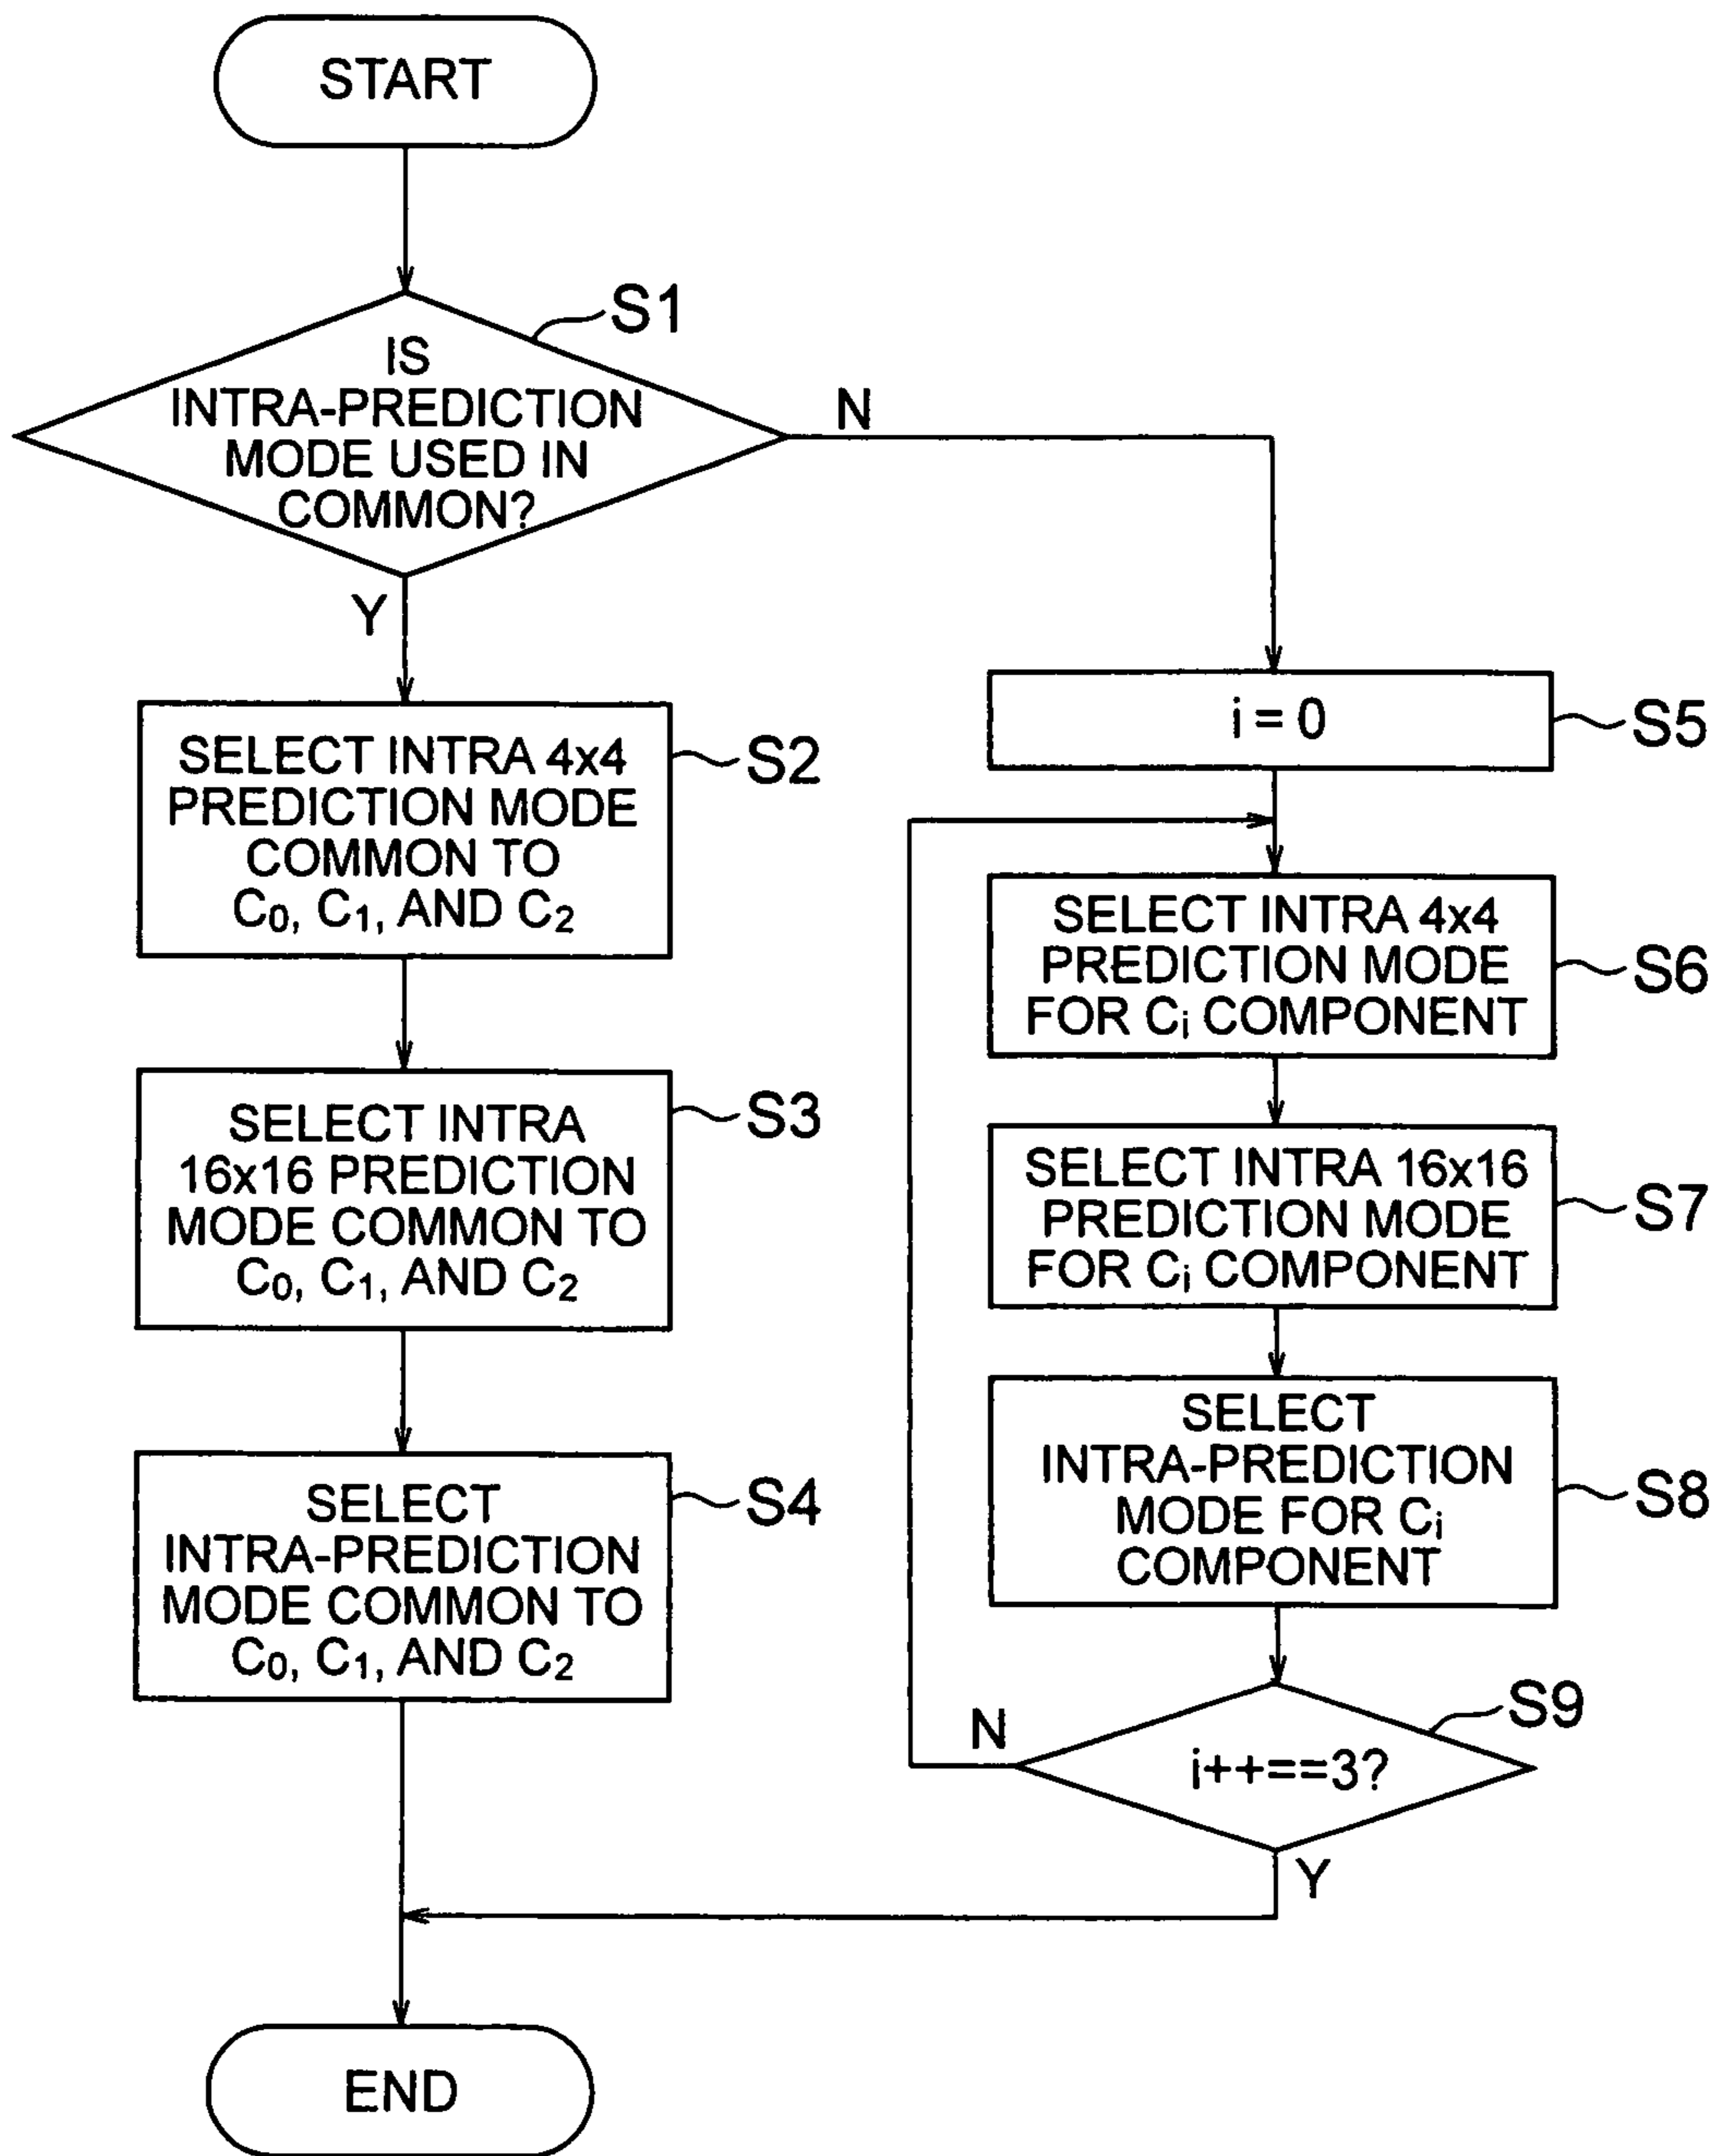 START
S1
IS
INTRA-PREDICTION
MODE USED IN
COMMON?
N
Y
SELECT INTRA 4x4
PREDICTION MODE
COMMON TO
C₀, C₁, AND C₂
S2
SELECT INTRA
16x16 PREDICTION
MODE COMMON TO
C₀, C₁, AND C₂
S3
SELECT
INTRA-PREDICTION
MODE COMMON TO
C₀, C₁, AND C₂
S4
i = 0
S5
SELECT INTRA 4x4
PREDICTION MODE
FOR Cᵢ COMPONENT
S6
SELECT INTRA 16x16
PREDICTION MODE
FOR Cᵢ COMPONENT
S7
SELECT
INTRA-PREDICTION
MODE FOR Cᵢ
COMPONENT
S8
S9
N
i++==3?
Y
END